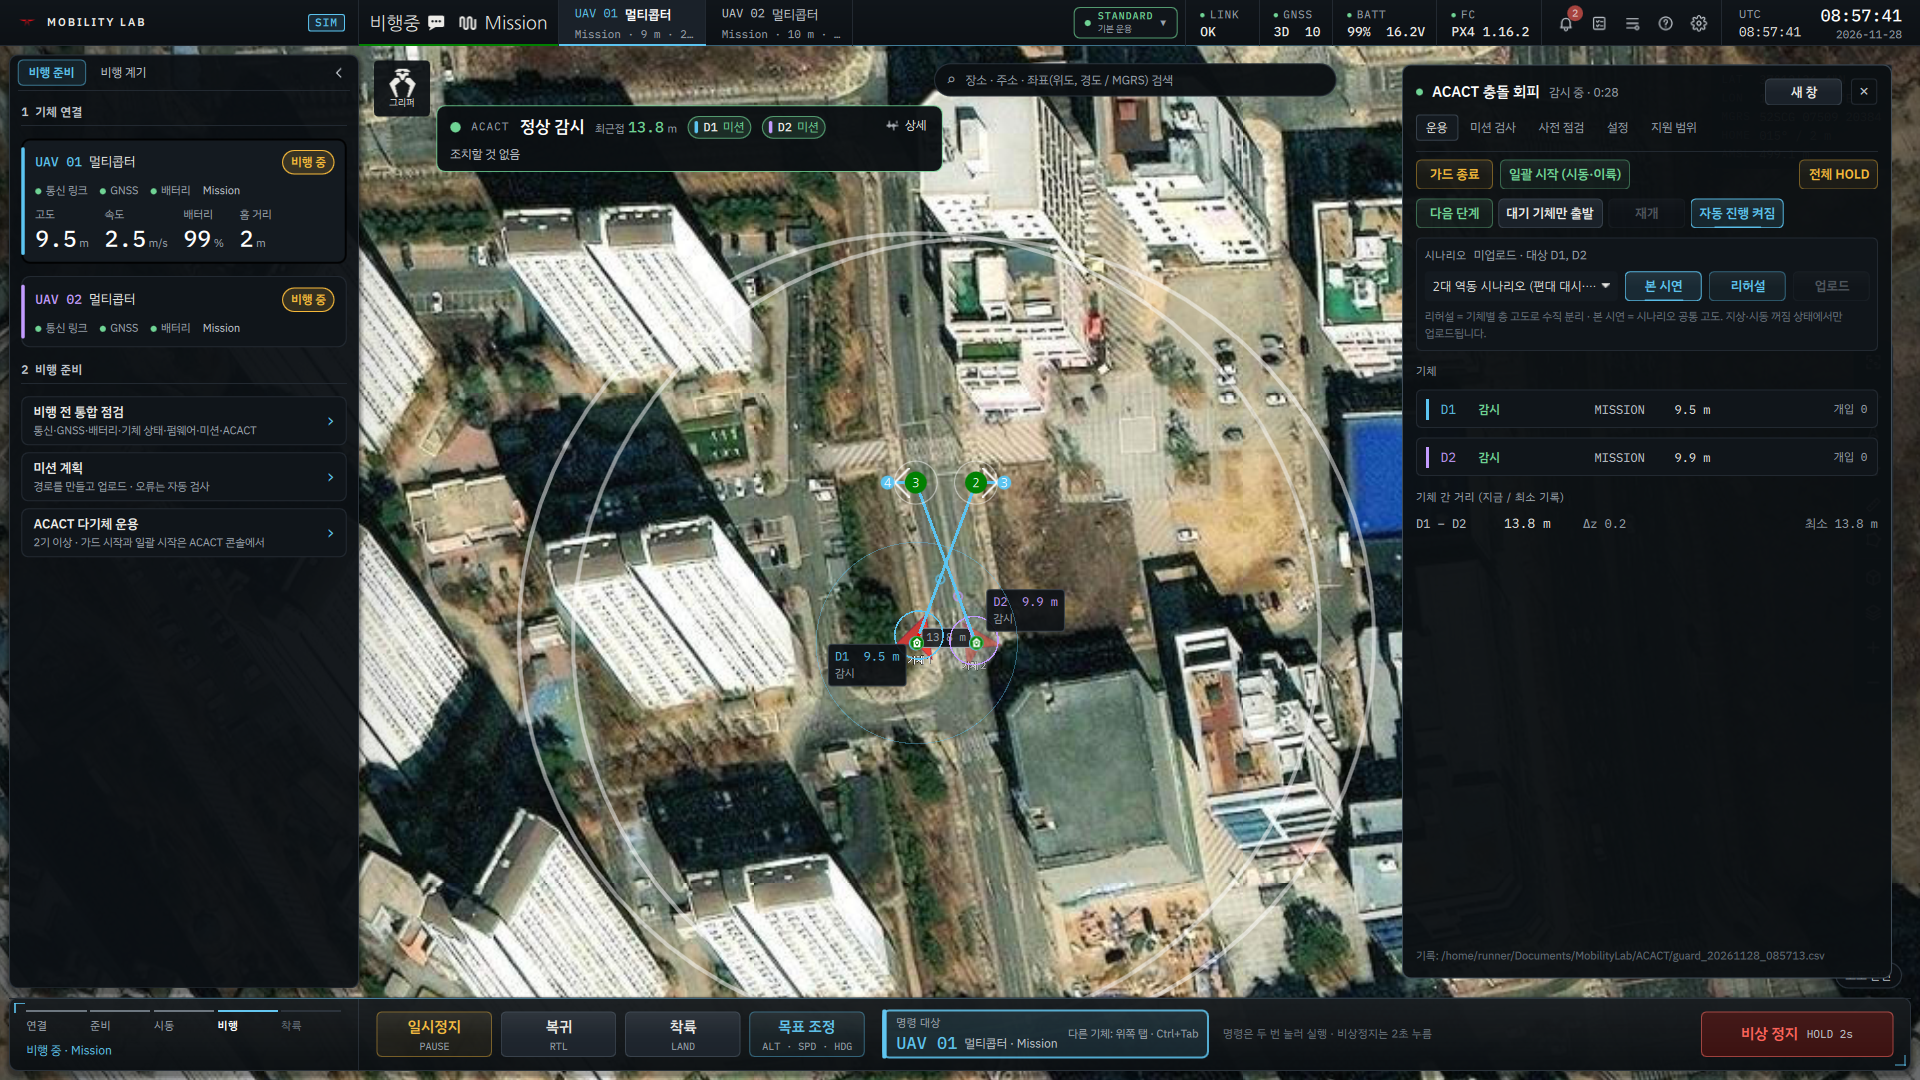 MOBILITY LAB
SIM
비행중
Mission
UAV 01 멀티콥터
Mission · 9 m · 2…
UAV 02 멀티콥터
Mission · 10 m · …
STANDARD
기본 운용
LINK
OK
GNSS
3D 10
BATT
99% 16.2V
FC
PX4 1.16.2
2
UTC
08:57:41
08:57:41
2026-11-28
비행 준비
비행 계기
1 기체 연결
UAV 01 멀티콥터
비행 중
통신 링크
GNSS
배터리
Mission
고도
속도
배터리
홈 거리
9.5 m
2.5 m/s
99 %
2 m
UAV 02 멀티콥터
비행 중
통신 링크
GNSS
배터리
Mission
2 비행 준비
비행 전 통합 점검
통신·GNSS·배터리·기체 상태·펌웨어·미션·ACACT
미션 계획
경로를 만들고 업로드 · 오류는 자동 검사
ACACT 다기체 운용
2기 이상 · 가드 시작과 일괄 시작은 ACACT 콘솔에서
그리퍼
장소 · 주소 · 좌표(위도, 경도 / MGRS) 검색
ACACT
정상 감시
최근접 13.8 m
D1 미션
D2 미션
상세
조치할 것 없음
4
3
2
3
D2 9.9 m
감시
13.8 m
D1 9.5 m
감시
ACACT 충돌 회피
감시 중 · 0:28
새 창
운용
미션 검사
사전 점검
설정
지원 범위
가드 종료
일괄 시작 (시동·이륙)
전체 HOLD
다음 단계
대기 기체만 출발
재개
자동 진행 켜짐
시나리오 미업로드 · 대상 D1, D2
2대 역동 시나리오 (편대 대시·…
본 시연
리허설
업로드
리허설 = 기체별 층 고도로 수직 분리 · 본 시연 = 시나리오 공통 고도. 지상·시동 꺼짐 상태에서만
업로드됩니다.
기체
D1 감시 MISSION 9.5 m 개입 0
D2 감시 MISSION 9.9 m 개입 0
기체 간 거리 (지금 / 최소 기록)
D1 – D2 13.8 m Δz 0.2 최소 13.8 m
기록: /home/runner/Documents/MobilityLab/ACACT/guard_20261128_085713.csv
연결
준비
시동
비행
착륙
비행 중 · Mission
일시정지
PAUSE
복귀
RTL
착륙
LAND
목표 조정
ALT · SPD · HDG
명령 대상
UAV 01 멀티콥터 · Mission
다른 기체: 위쪽 탭 · Ctrl+Tab
명령은 두 번 눌러 실행 · 비상정지는 2초 누름
비상 정지 HOLD 2s